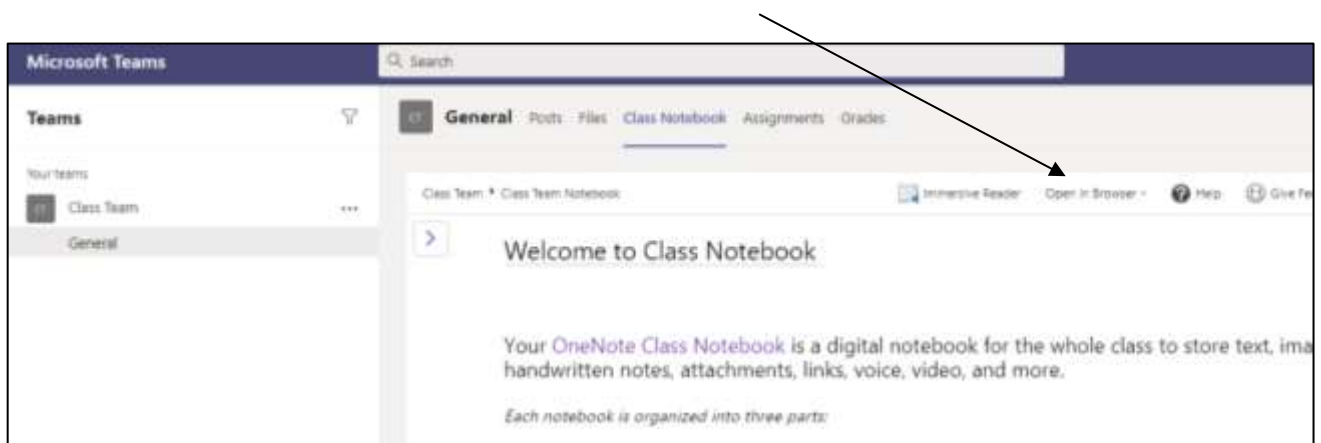 Microsoft Teams
Search
Teams
General Posts Files Class Notebook Assignments Grades
Your teams
Class Team
General
Class Team Class Team Notebook
Immersive Reader Open in Browser Help Give Fee
Welcome to Class Notebook
Your OneNote Class Notebook is a digital notebook for the whole class to store text, ima
handwritten notes, attachments, links, voice, video, and more.
Each notebook is organized into three parts: